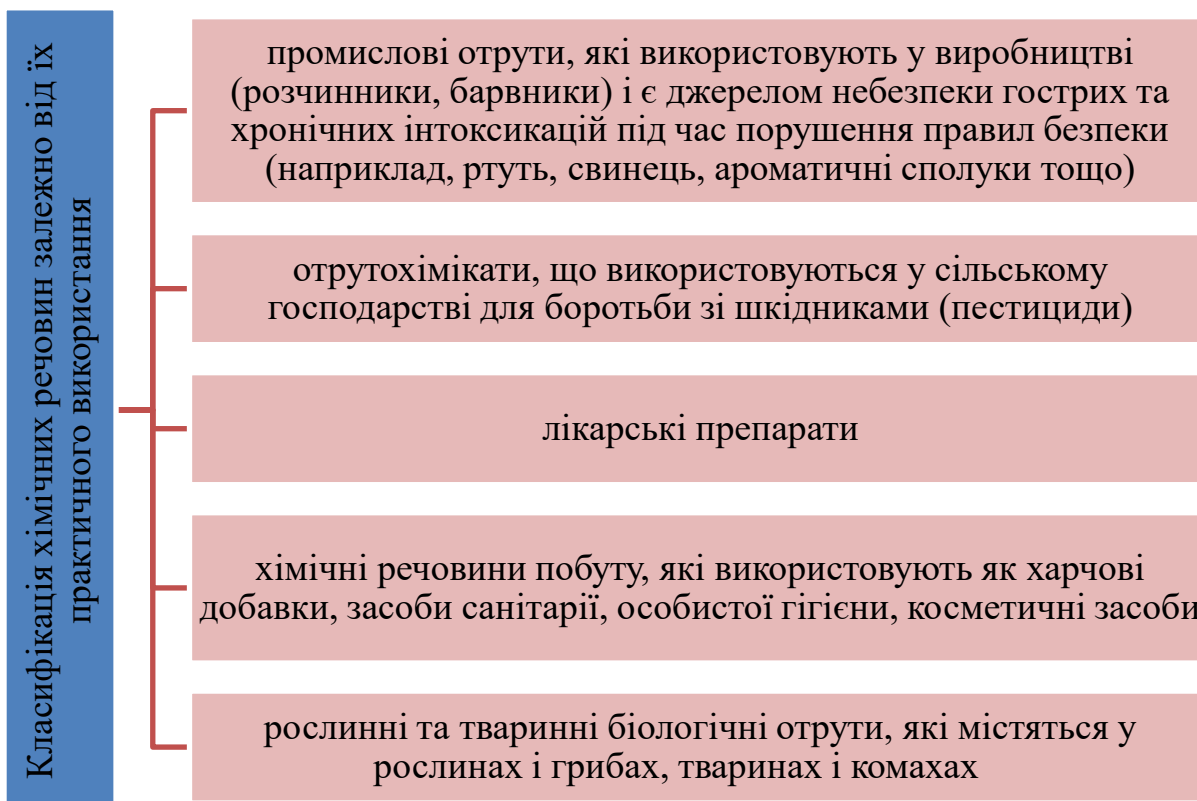 Класифікація хімічних речовин залежно від їх
практичного використання
промислові отрути, які використовують у виробництві
(розчинники, барвники) і є джерелом небезпеки гострих та
хронічних інтоксикацій під час порушення правил безпеки
(наприклад, ртуть, свинець, ароматичні сполуки тощо)
отрутохімікати, що використовуються у сільському
господарстві для боротьби зі шкідниками (пестициди)
лікарські препарати
хімічні речовини побуту, які використовують як харчові
добавки, засоби санітарії, особистої гігієни, косметичні засоби
рослинні та тваринні біологічні отрути, які містяться у
рослинах і грибах, тваринах і комахах